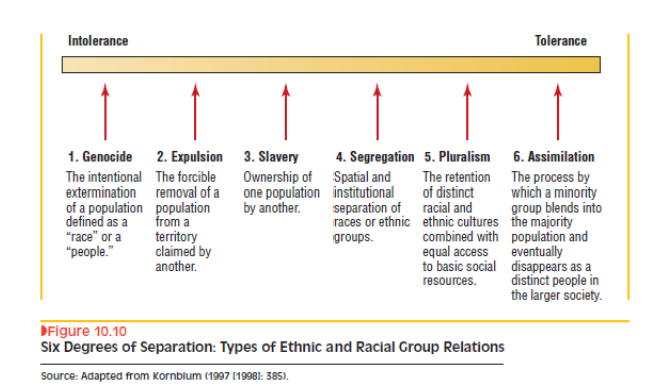 Intolerance Tolerance
1. Genocide
The intentional
extermination
of a population
defined as a
“race” or a
“people.”
2. Expulsion
The forcible
removal of a
population
from a
territory
claimed by
another.
3. Slavery
Ownership of
one population
by another.
4. Segregation
Spatial and
institutional
separation of
races or ethnic
groups.
5. Pluralism
The retention
of distinct
racial and
ethnic cultures
combined with
equal access
to basic social
resources.
6. Assimilation
The process by
which a minority
group blends into
the majority
population and
eventually
disappears as a
distinct people in
the larger society.
Figure 10.10
Six Degrees of Separation: Types of Ethnic and Racial Group Relations
Source: Adapted from Kornblum (1997 [1998]: 385).